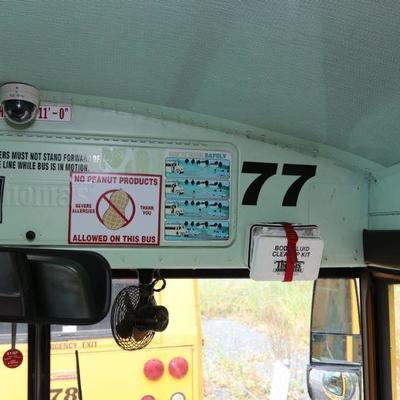 11'-0"
ERS MUST NOT STAND FORWARD OF
LINE WHILE BUS IS IN MOTION
Thomas
NO PEANUT PRODUCTS
SEVERE
ALLERGIES
THANK
YOU
ALLOWED ON THIS BUS
SAFELY
77
BODY FLUID
CLEAN-UP KIT
EMERGENCY EXIT
78